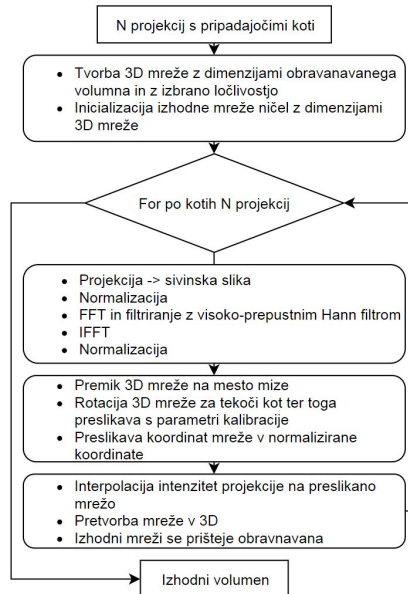 N projekcij s pripadajočimi koti
• Tvorba 3D mreže z dimenzijami obravanavanega
volumna in z izbrano ločlivostjo
• Inicializacija izhodne mreže ničel z dimenzijami
3D mreže
For po kotih N projekcij
• Projekcija -> sivinska slika
• Normalizacija
• FFT in filtriranje z visoko-prepustnim Hann filtrom
• IFFT
• Normalizacija
• Premik 3D mreže na mesto mize
• Rotacija 3D mreže za tekoči kot ter toga
preslikava s parametri kalibracije
• Preslikava koordinat mreže v normalizirane
koordinate
• Interpolacija intenzitet projekcije na preslikano
mrežo
• Pretvorba mreže v 3D
• Izhodni mreži se prišteje obravnavana
Izhodni volumen